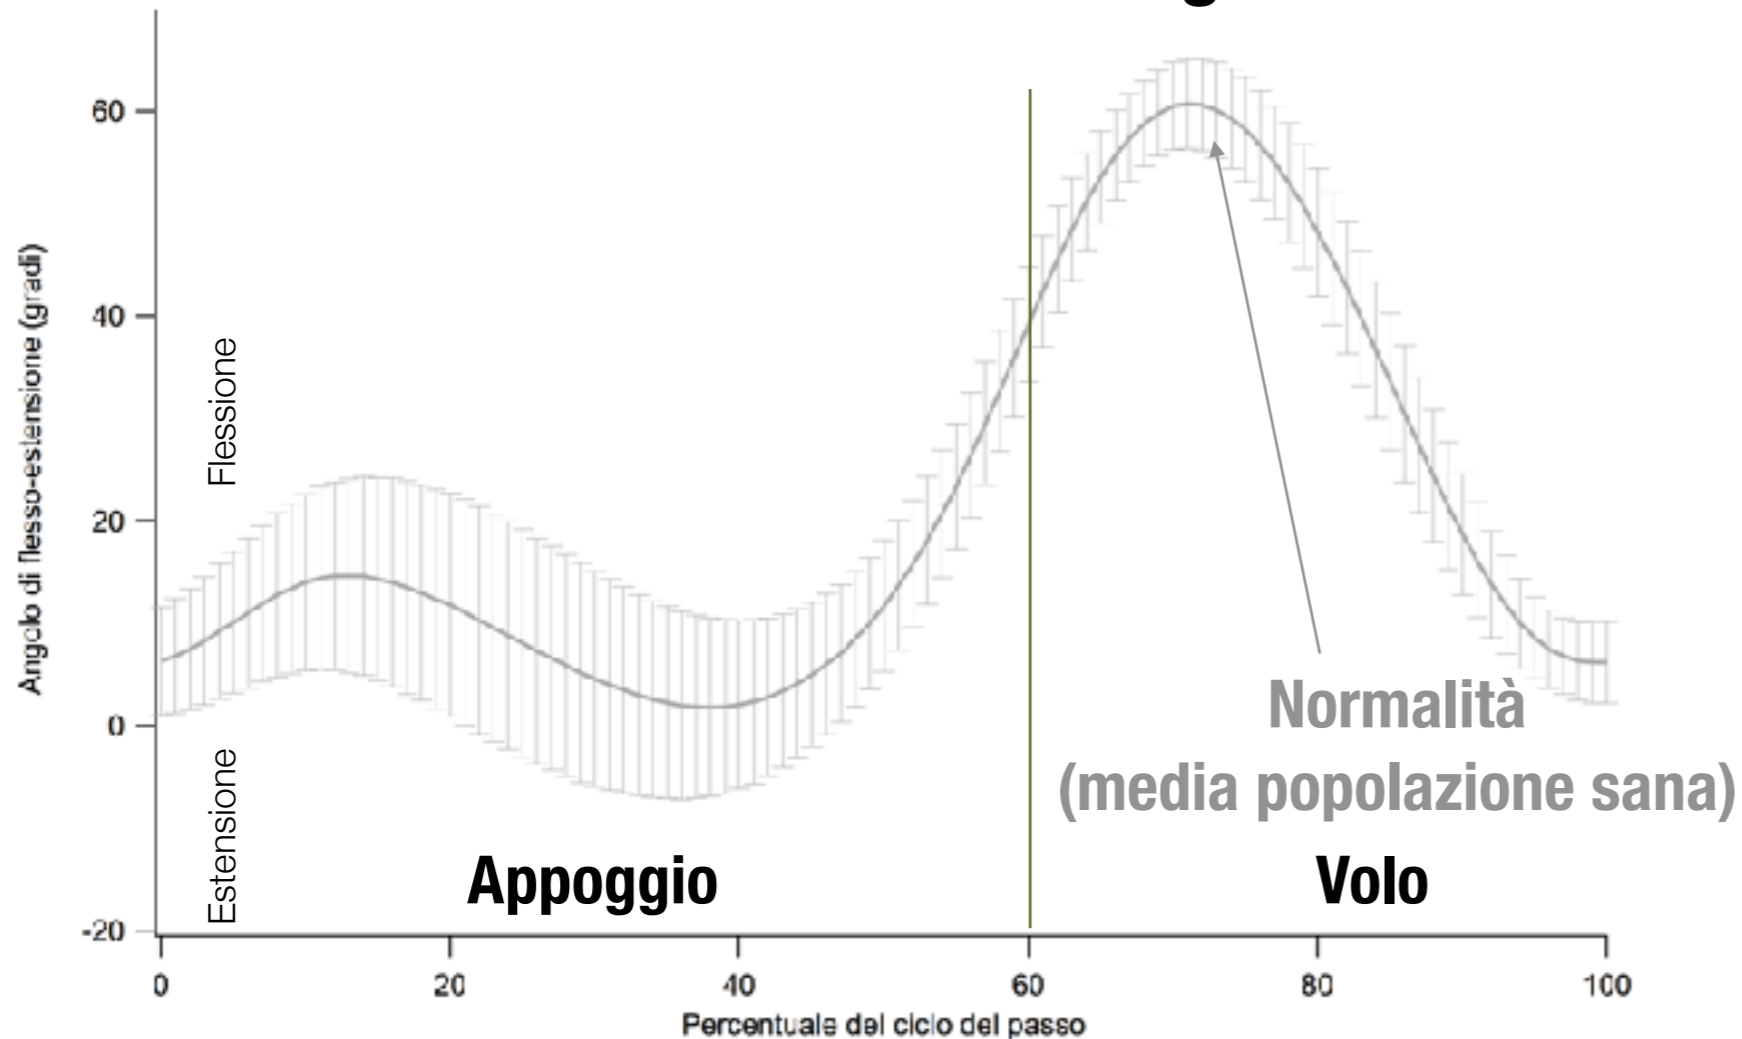 60
40
20
0
-20
Angolo di flesso-estensione (gradi)
Flessione
Estensione
Normalità
(media popolazione sana)
Appoggio
Volo
0 20 40 60 80 100
Percentuale del ciclo del passo